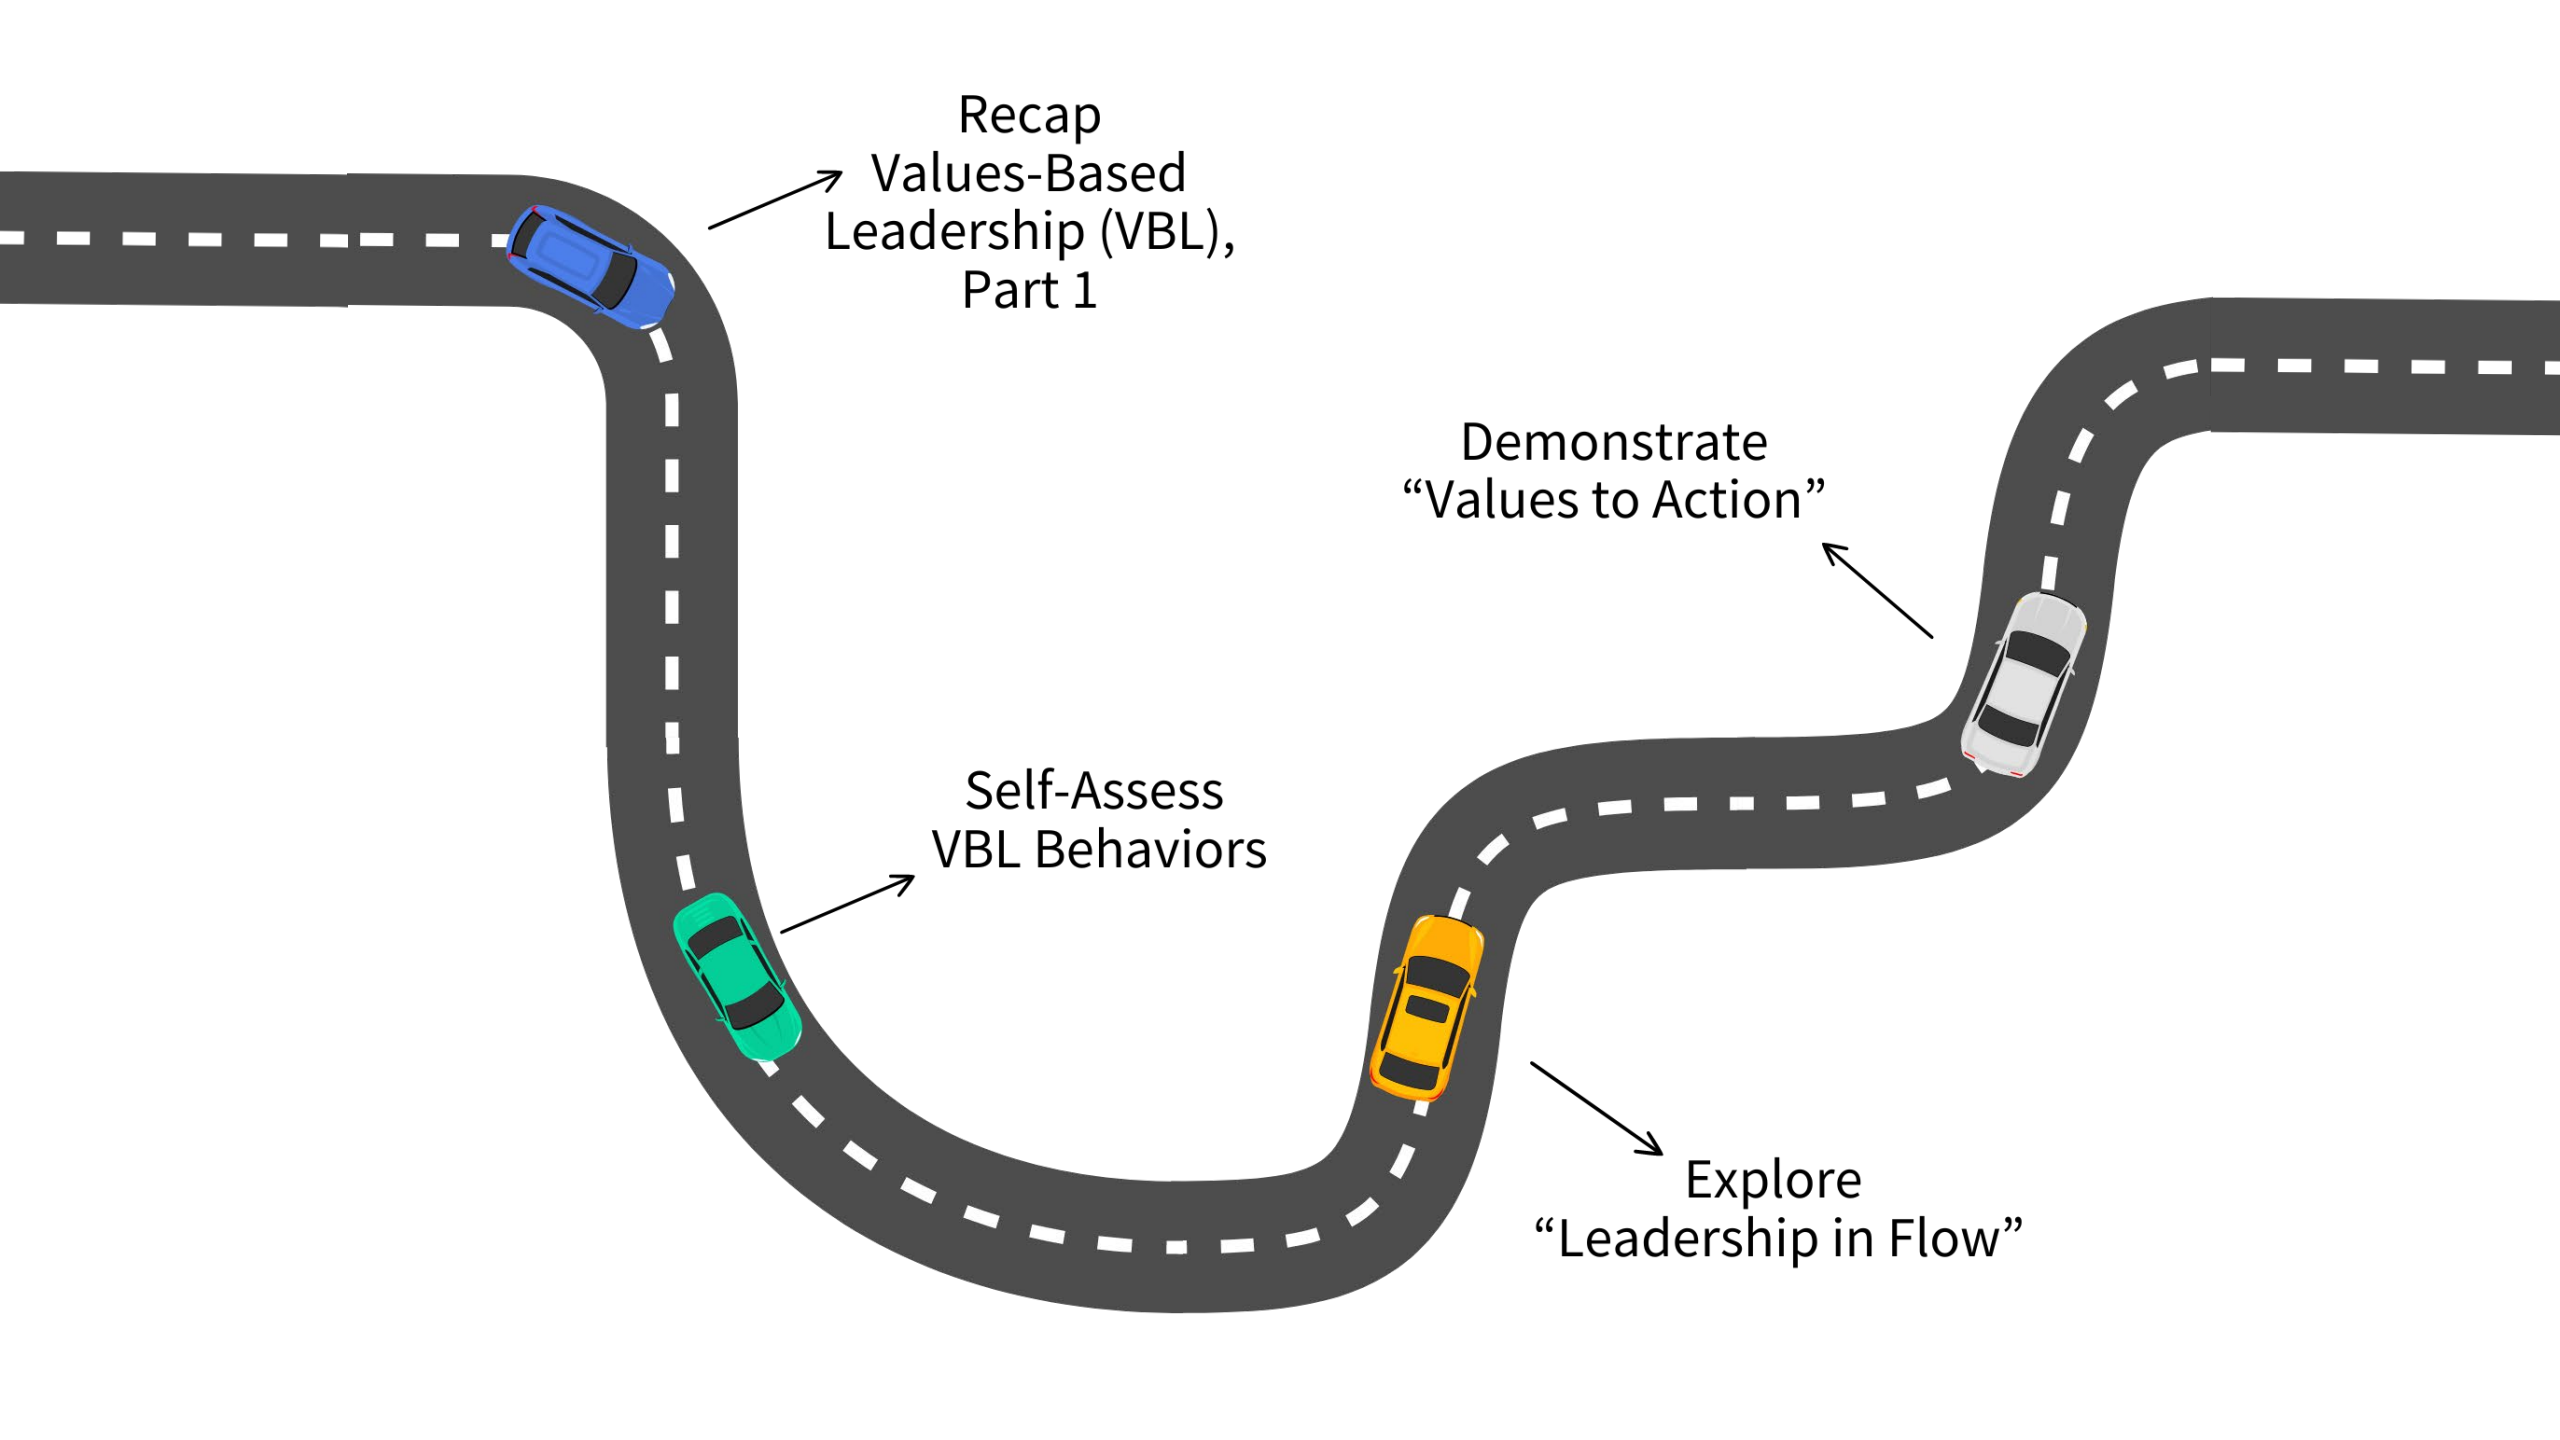 Recap
Values-Based
Leadership (VBL),
Part 1
Self-Assess
VBL Behaviors
Explore
“Leadership in Flow”
Demonstrate
“Values to Action”